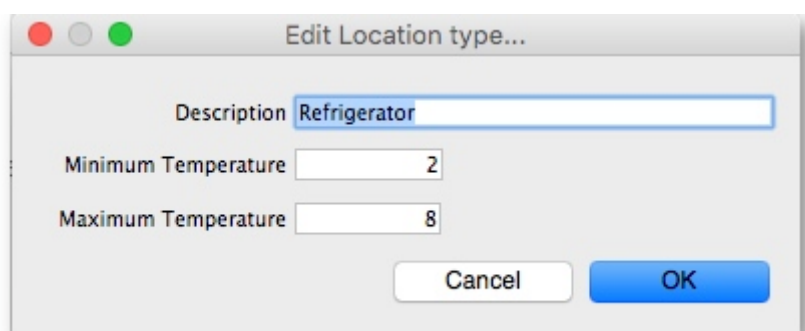 Edit Location type...
Description Refrigerator
Minimum Temperature 2
Maximum Temperature 8
Cancel OK